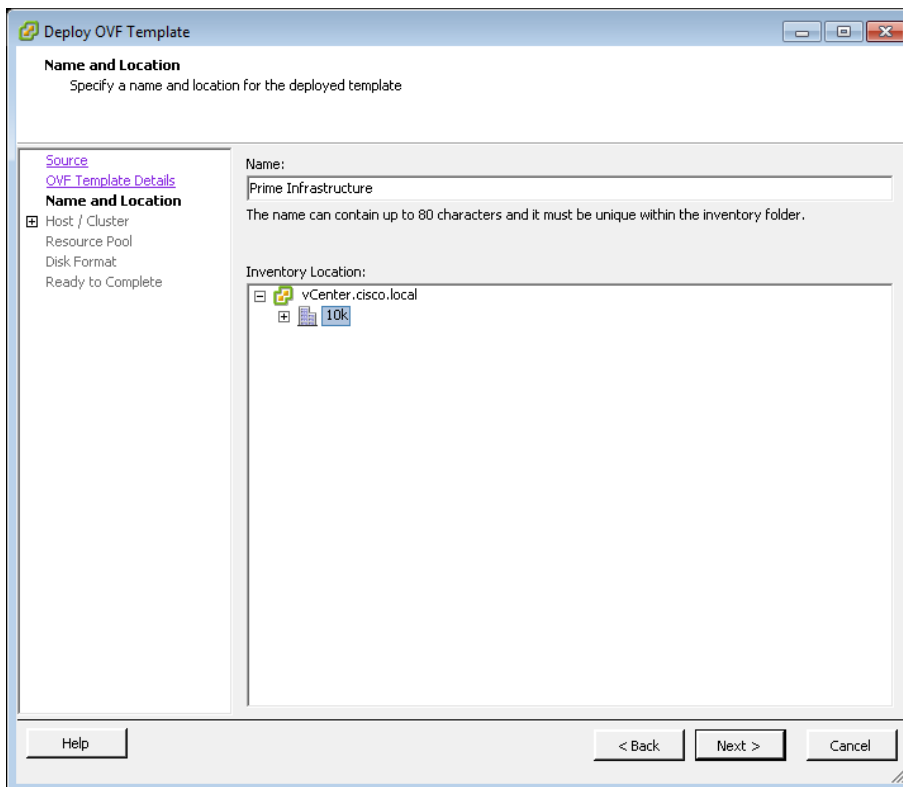 Deploy OVF Template
Name and Location
Specify a name and location for the deployed template
Source
OVF Template Details
Name and Location
Host / Cluster
Resource Pool
Disk Format
Ready to Complete
Name:
Prime Infrastructure
The name can contain up to 80 characters and it must be unique within the inventory folder.
Inventory Location:
vCenter.cisco.local
10k
Help
< Back
Next >
Cancel